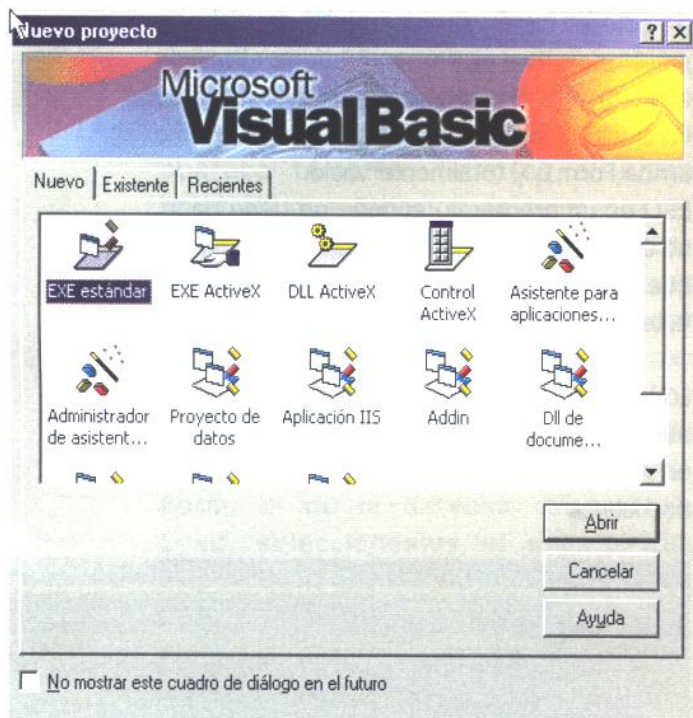 Nuevo proyecto
Microsoft
Visual Basic
Nuevo Existente Recientes
EXE estándar EXE ActiveX DLL ActiveX Control ActiveX Asistente para aplicaciones...
Administrador de asistent... Proyecto de datos Aplicación IIS Addin Dll de docume...
Abrir
Cancelar
Ayuda
No mostrar este cuadro de diálogo en el futuro